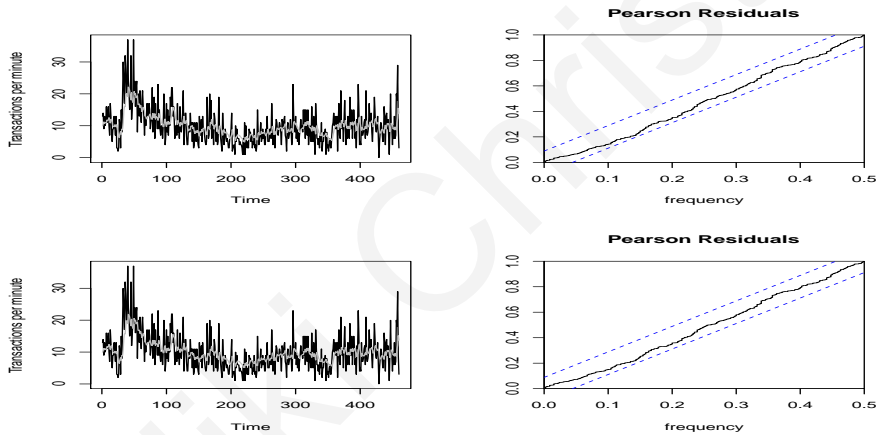 Pearson Residuals
Transactions per minute
0 10 20 30
0 100 200 300 400
Time
0.0 0.2 0.4 0.6 0.8 1.0
0.0 0.1 0.2 0.3 0.4 0.5
frequency
Pearson Residuals
Transactions per minute
0 10 20 30
0 100 200 300 400
Time
0.0 0.2 0.4 0.6 0.8 1.0
0.0 0.1 0.2 0.3 0.4 0.5
frequency